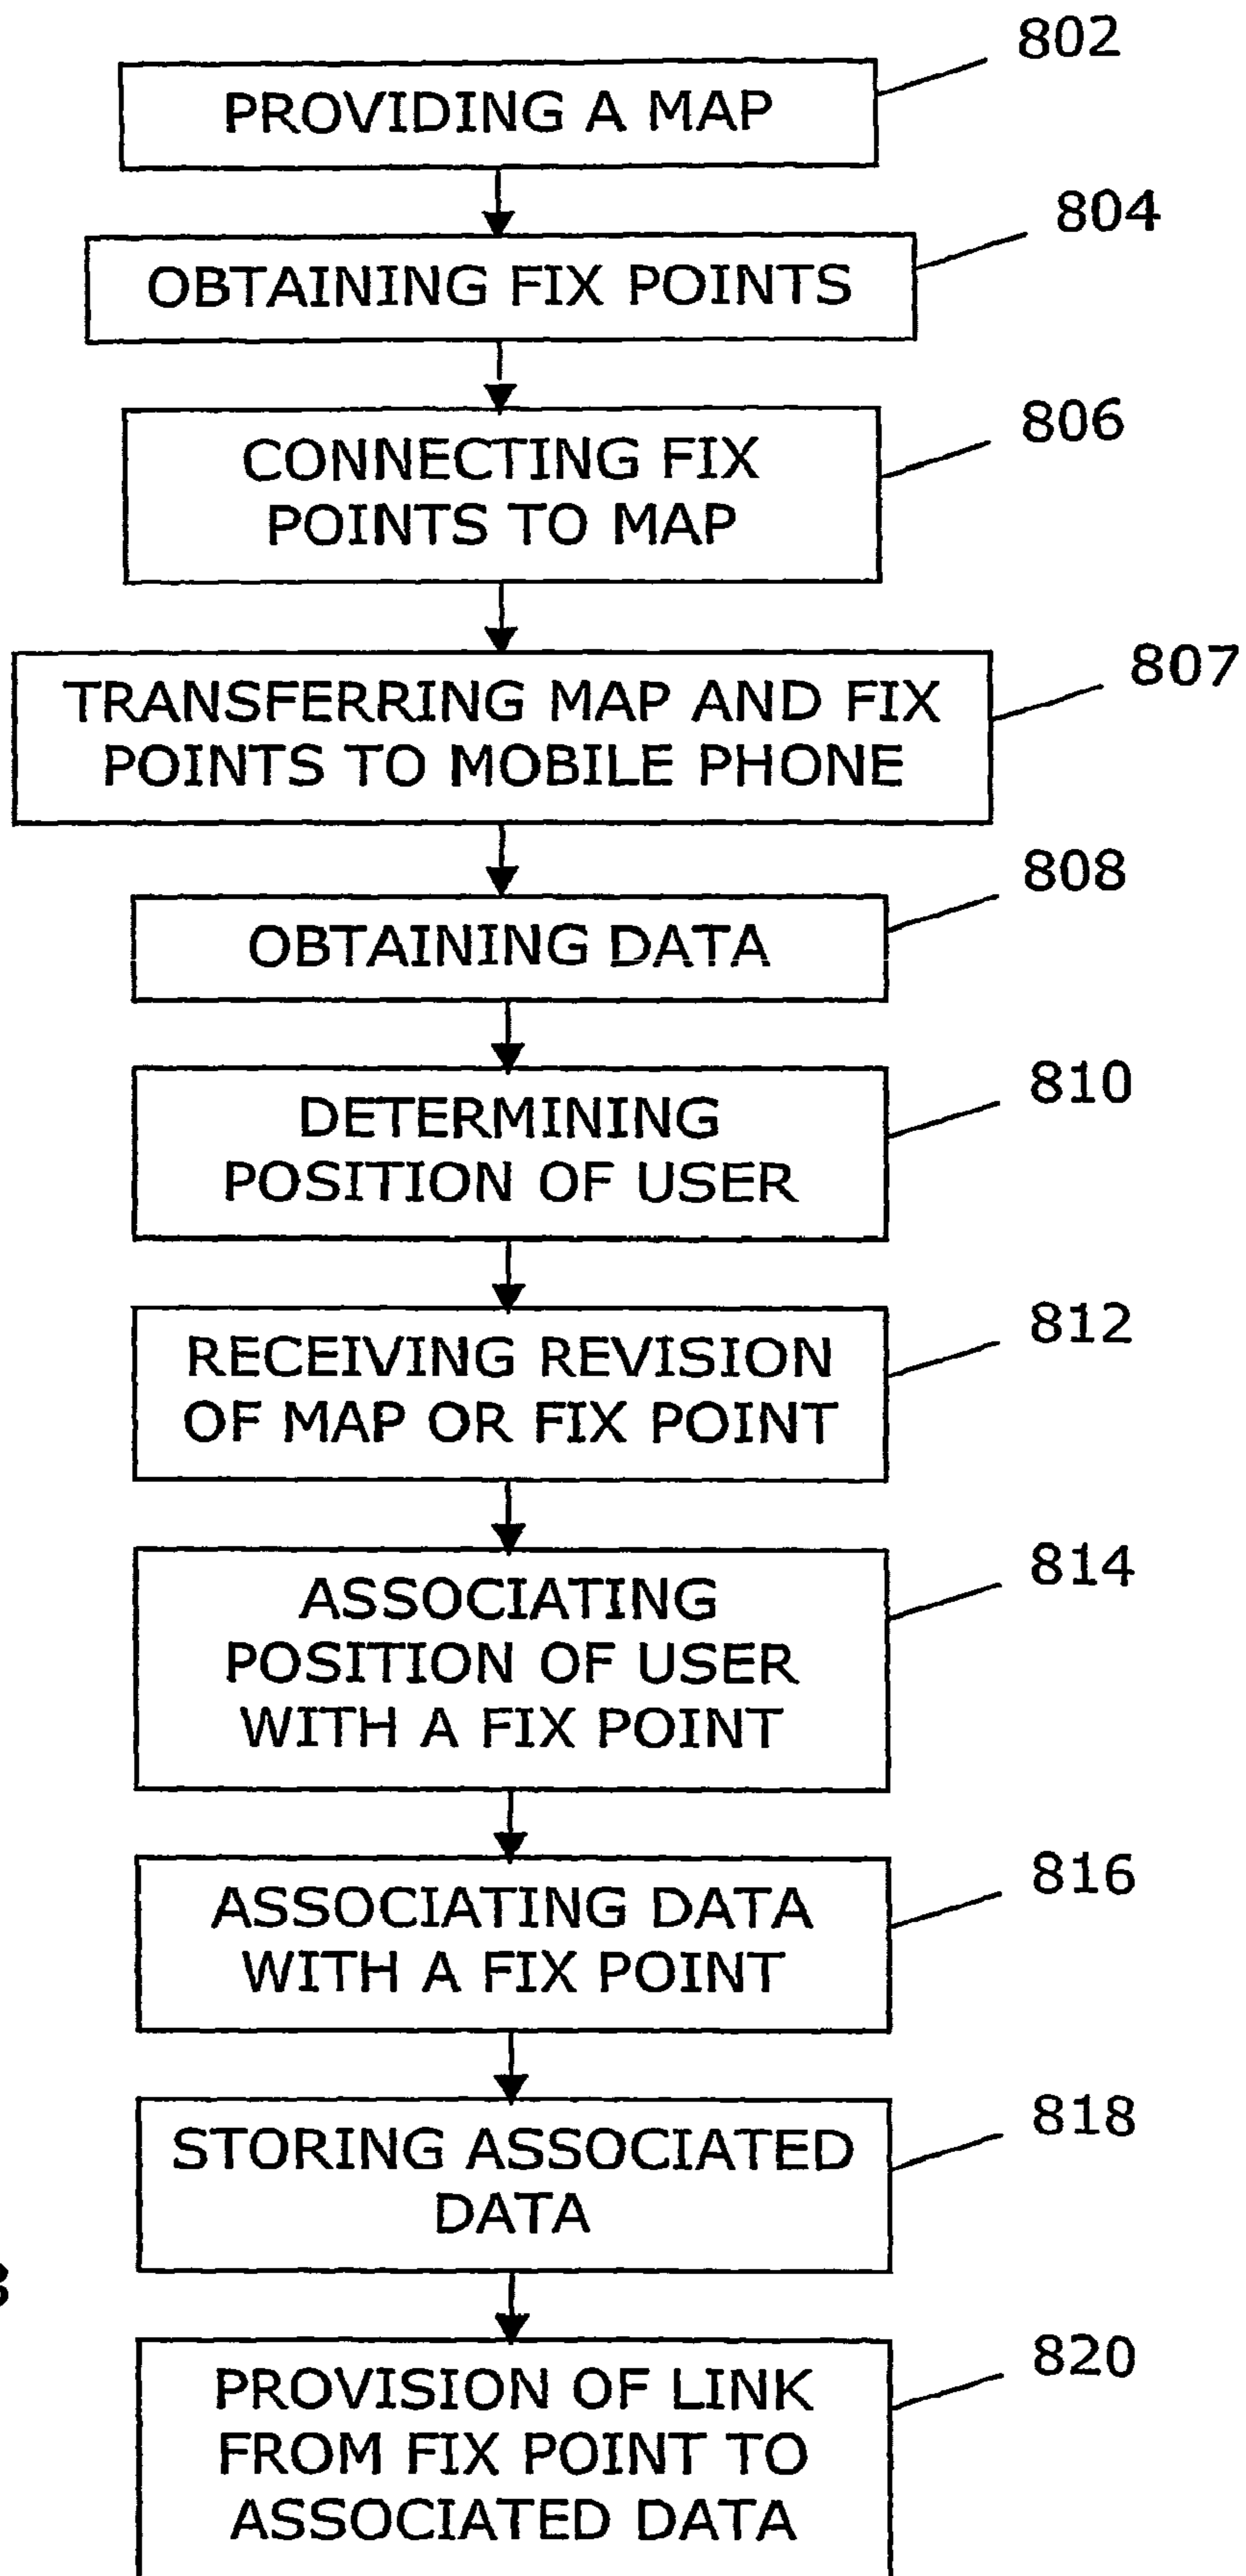 802
PROVIDING A MAP
804
OBTAINING FIX POINTS
806
CONNECTING FIX
POINTS TO MAP
807
TRANSFERRING MAP AND FIX
POINTS TO MOBILE PHONE
808
OBTAINING DATA
810
DETERMINING
POSITION OF USER
812
RECEIVING REVISION
OF MAP OR FIX POINT
814
ASSOCIATING
POSITION OF USER
WITH A FIX POINT
816
ASSOCIATING DATA
WITH A FIX POINT
818
STORING ASSOCIATED
DATA
820
PROVISION OF LINK
FROM FIX POINT TO
ASSOCIATED DATA